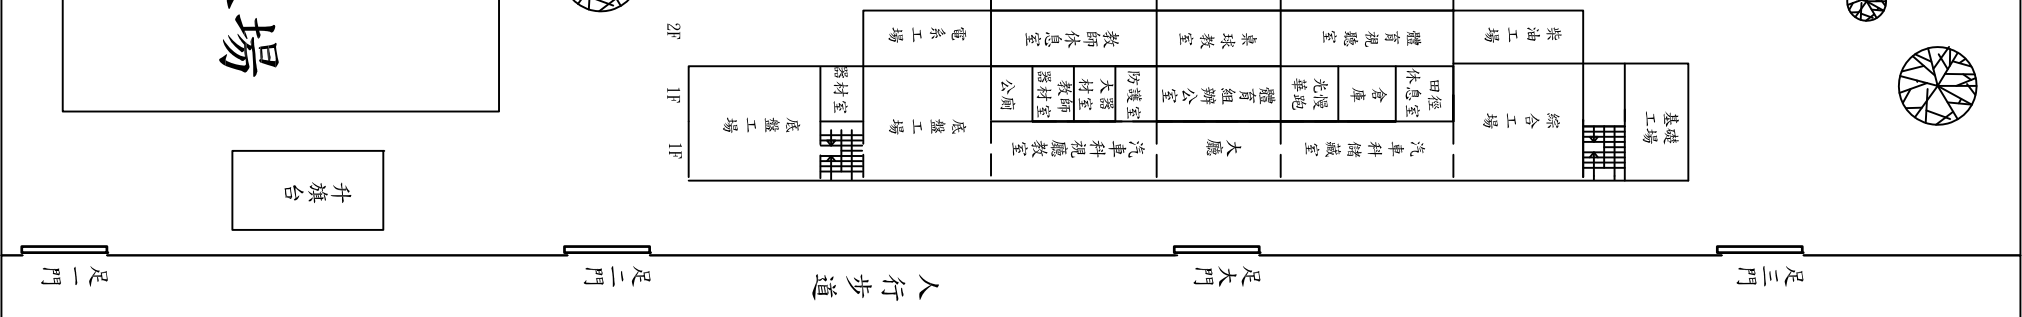 場
2F
電系工場
教師休息室
桌球教室
體育視聽室
柴油工場
1F
底盤工場
器材室
底盤工場
公廁
教師
器材室
大器
材室
防護室
體育組辦公室
慢跑
光華
倉庫
田徑
休息室
綜合工場
基礎
工場
1F
汽車科視廳教室
大廳
汽車科儲藏室
升旗台
足一門
足二門
足大門
足三門
人行步道